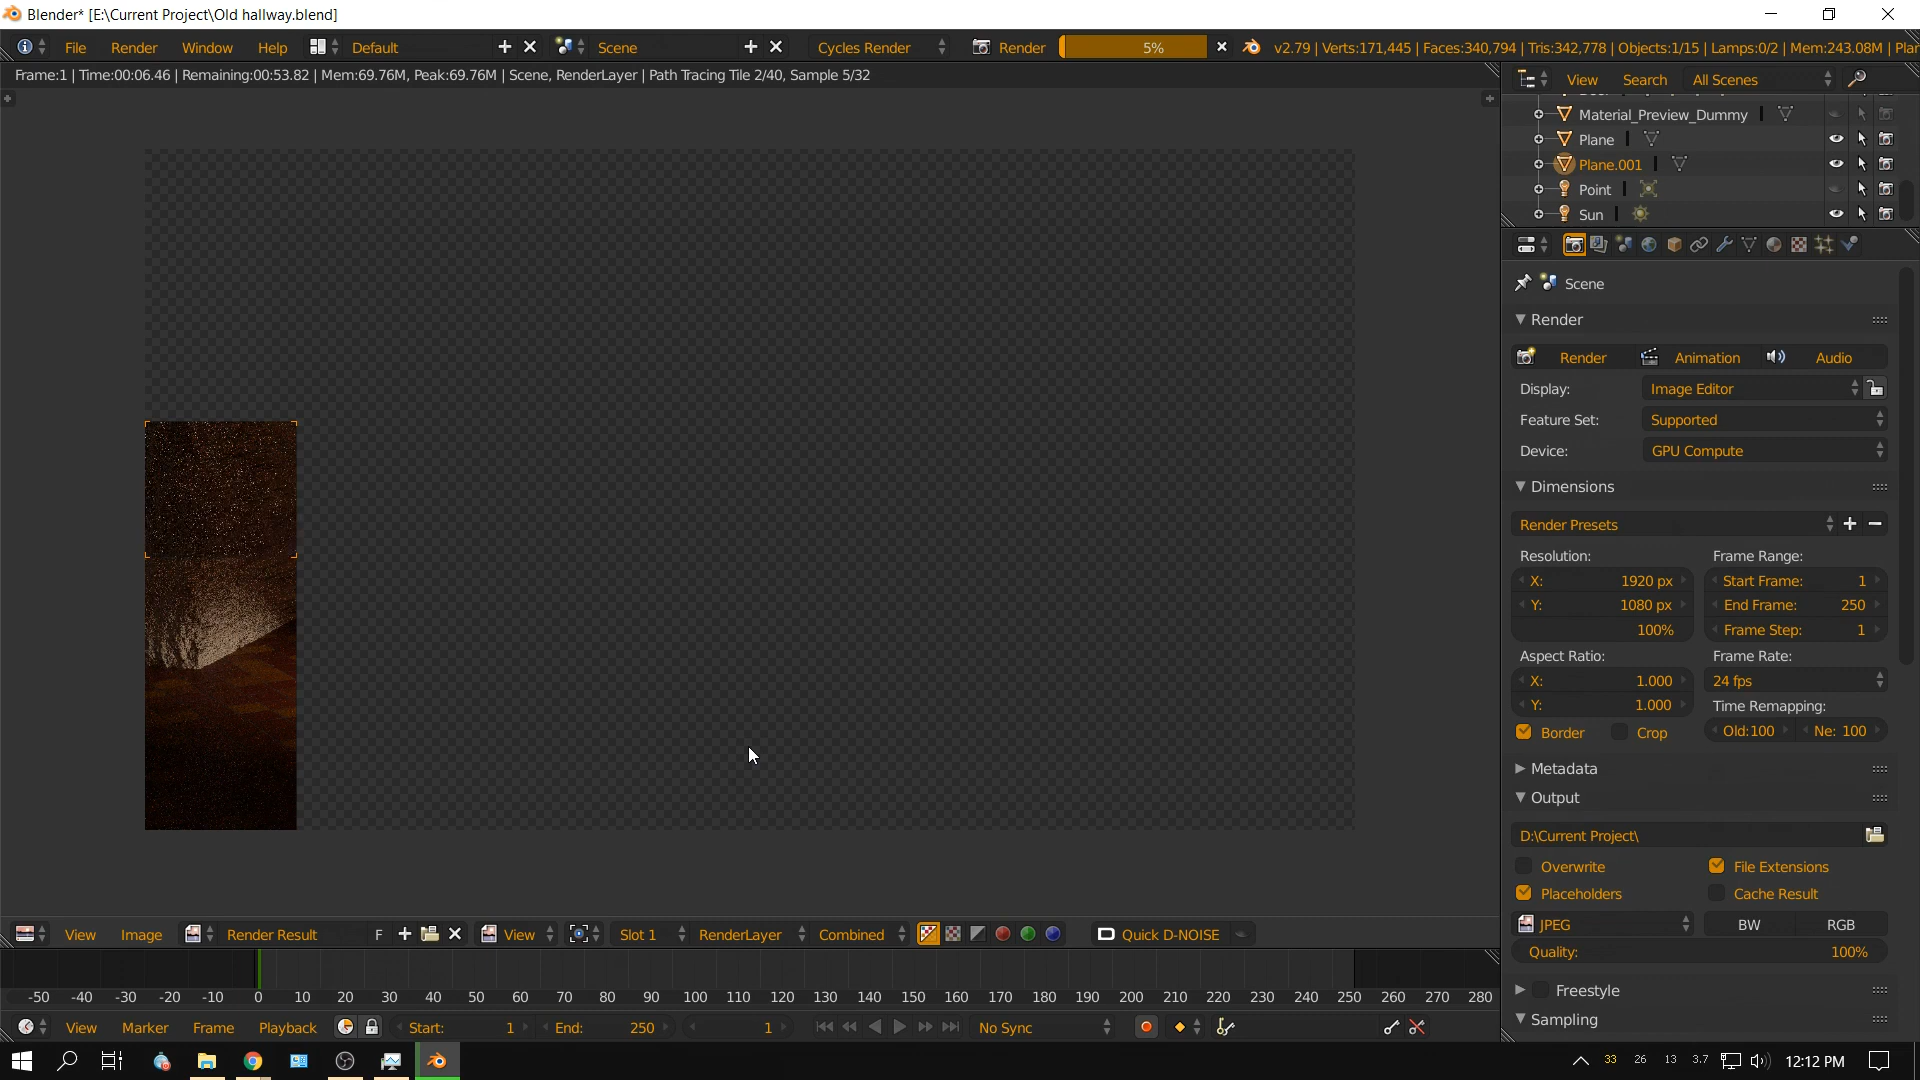 Blender* [E:\Current Project\Old hallway.blend]
File Render Window Help Default Scene Cycles Render Render 5% v2.79 | Verts:171,445 | Faces:340,794 | Tris:342,778 | Objects:1/15 | Lamps:0/2 | Mem:243.08M | Plan
Frame:1 | Time:00:06.46 | Remaining:00:53.82 | Mem:69.76M, Peak:69.76M | Scene, RenderLayer | Path Tracing Tile 2/40, Sample 5/32
View Search All Scenes
Material_Preview_Dummy
Plane
Plane.001
Point
Sun
Scene
Render
Render Animation Audio
Display: Image Editor
Feature Set: Supported
Device: GPU Compute
Dimensions
Render Presets
Resolution: Frame Range:
X: 1920 px Start Frame: 1
Y: 1080 px End Frame: 250
100% Frame Step: 1
Aspect Ratio: Frame Rate:
X: 1.000 24 fps
Y: 1.000 Time Remapping:
Border Crop Old:100 Ne: 100
Metadata
Output
D:\Current Project\
Overwrite File Extensions
Placeholders Cache Result
JPEG BW RGB
Quality: 100%
Freestyle
Sampling
View Image Render Result F View Slot 1 RenderLayer Combined Quick D-NOISE
-50 -40 -30 -20 -10 0 10 20 30 40 50 60 70 80 90 100 110 120 130 140 150 160 170 180 190 200 210 220 230 240 250 260 270 280
View Marker Frame Playback Start: 1 End: 250 1 No Sync
33 26 13 3.7 12:12 PM